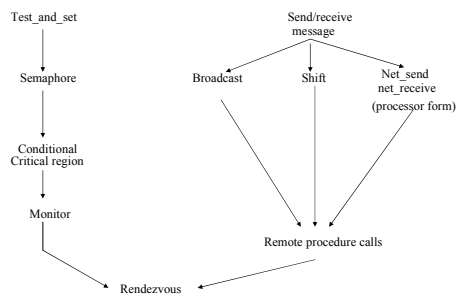 Test_and_set
Send/receive
message
Semaphore
Broadcast
Shift
Net_send
net_receive
(processor form)
Conditional
Critical region
Monitor
Remote procedure calls
Rendezvous